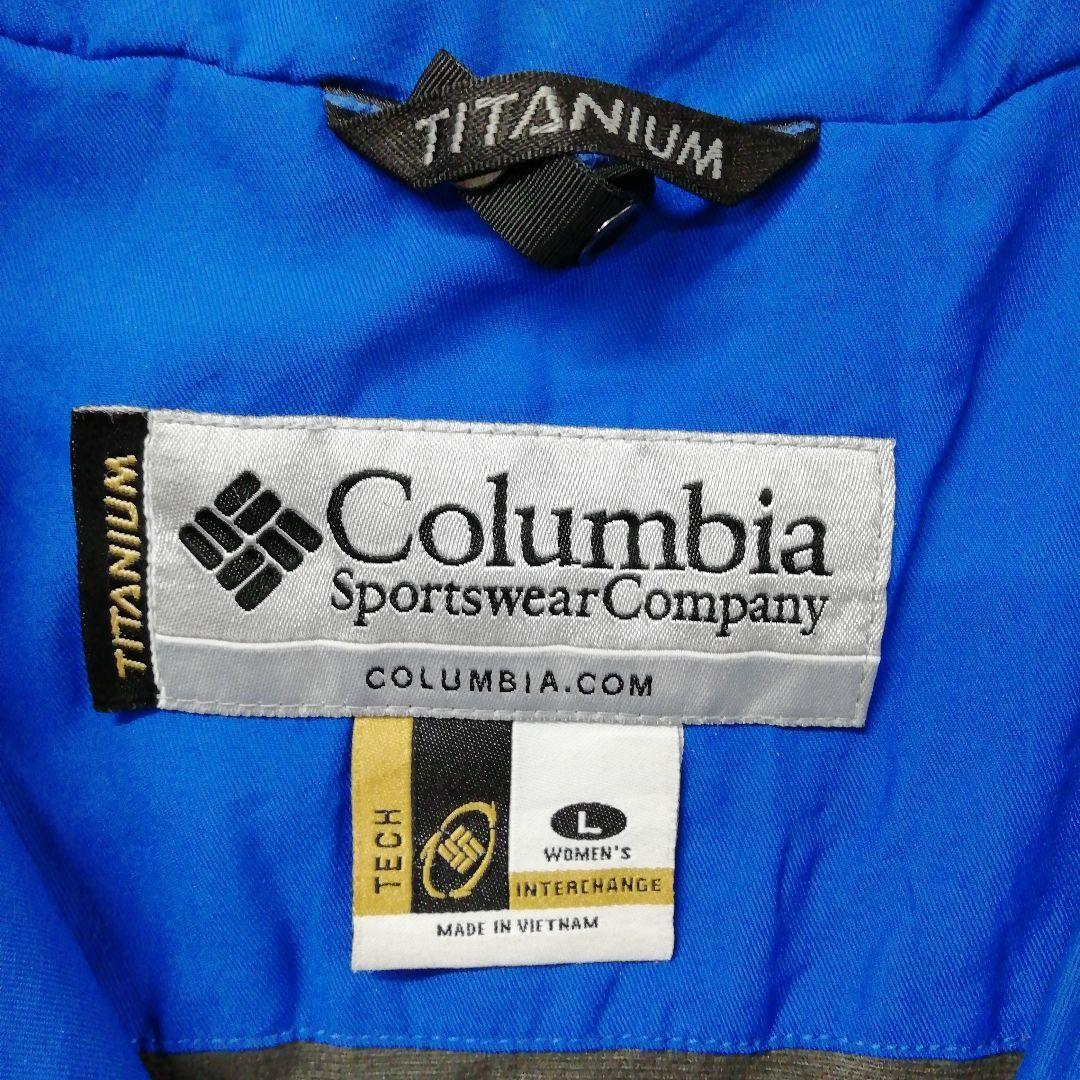 TITANIUM
TITANIUM
Columbia
Sportswear Company
COLUMBIA.COM
TECH
L
WOMEN'S
INTERCHANGE
MADE IN VIETNAM